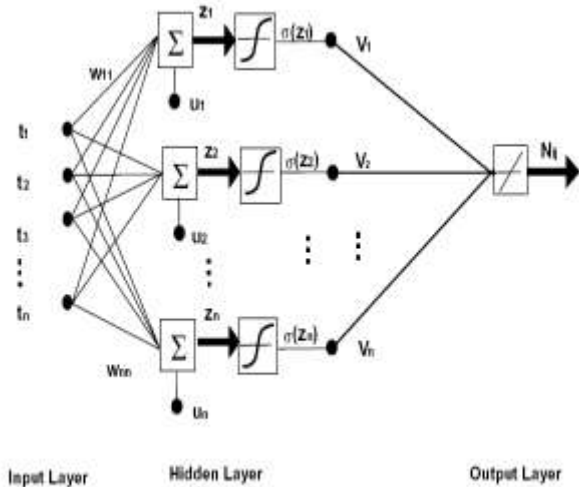 z1
Σ
σ(z1)
V1
w11
u1
t1
z2
Σ
σ(z2)
V2
t2
t3
u2
tn
zn
Σ
σ(zn)
Vn
wnn
un
Input Layer
Hidden Layer
Output Layer